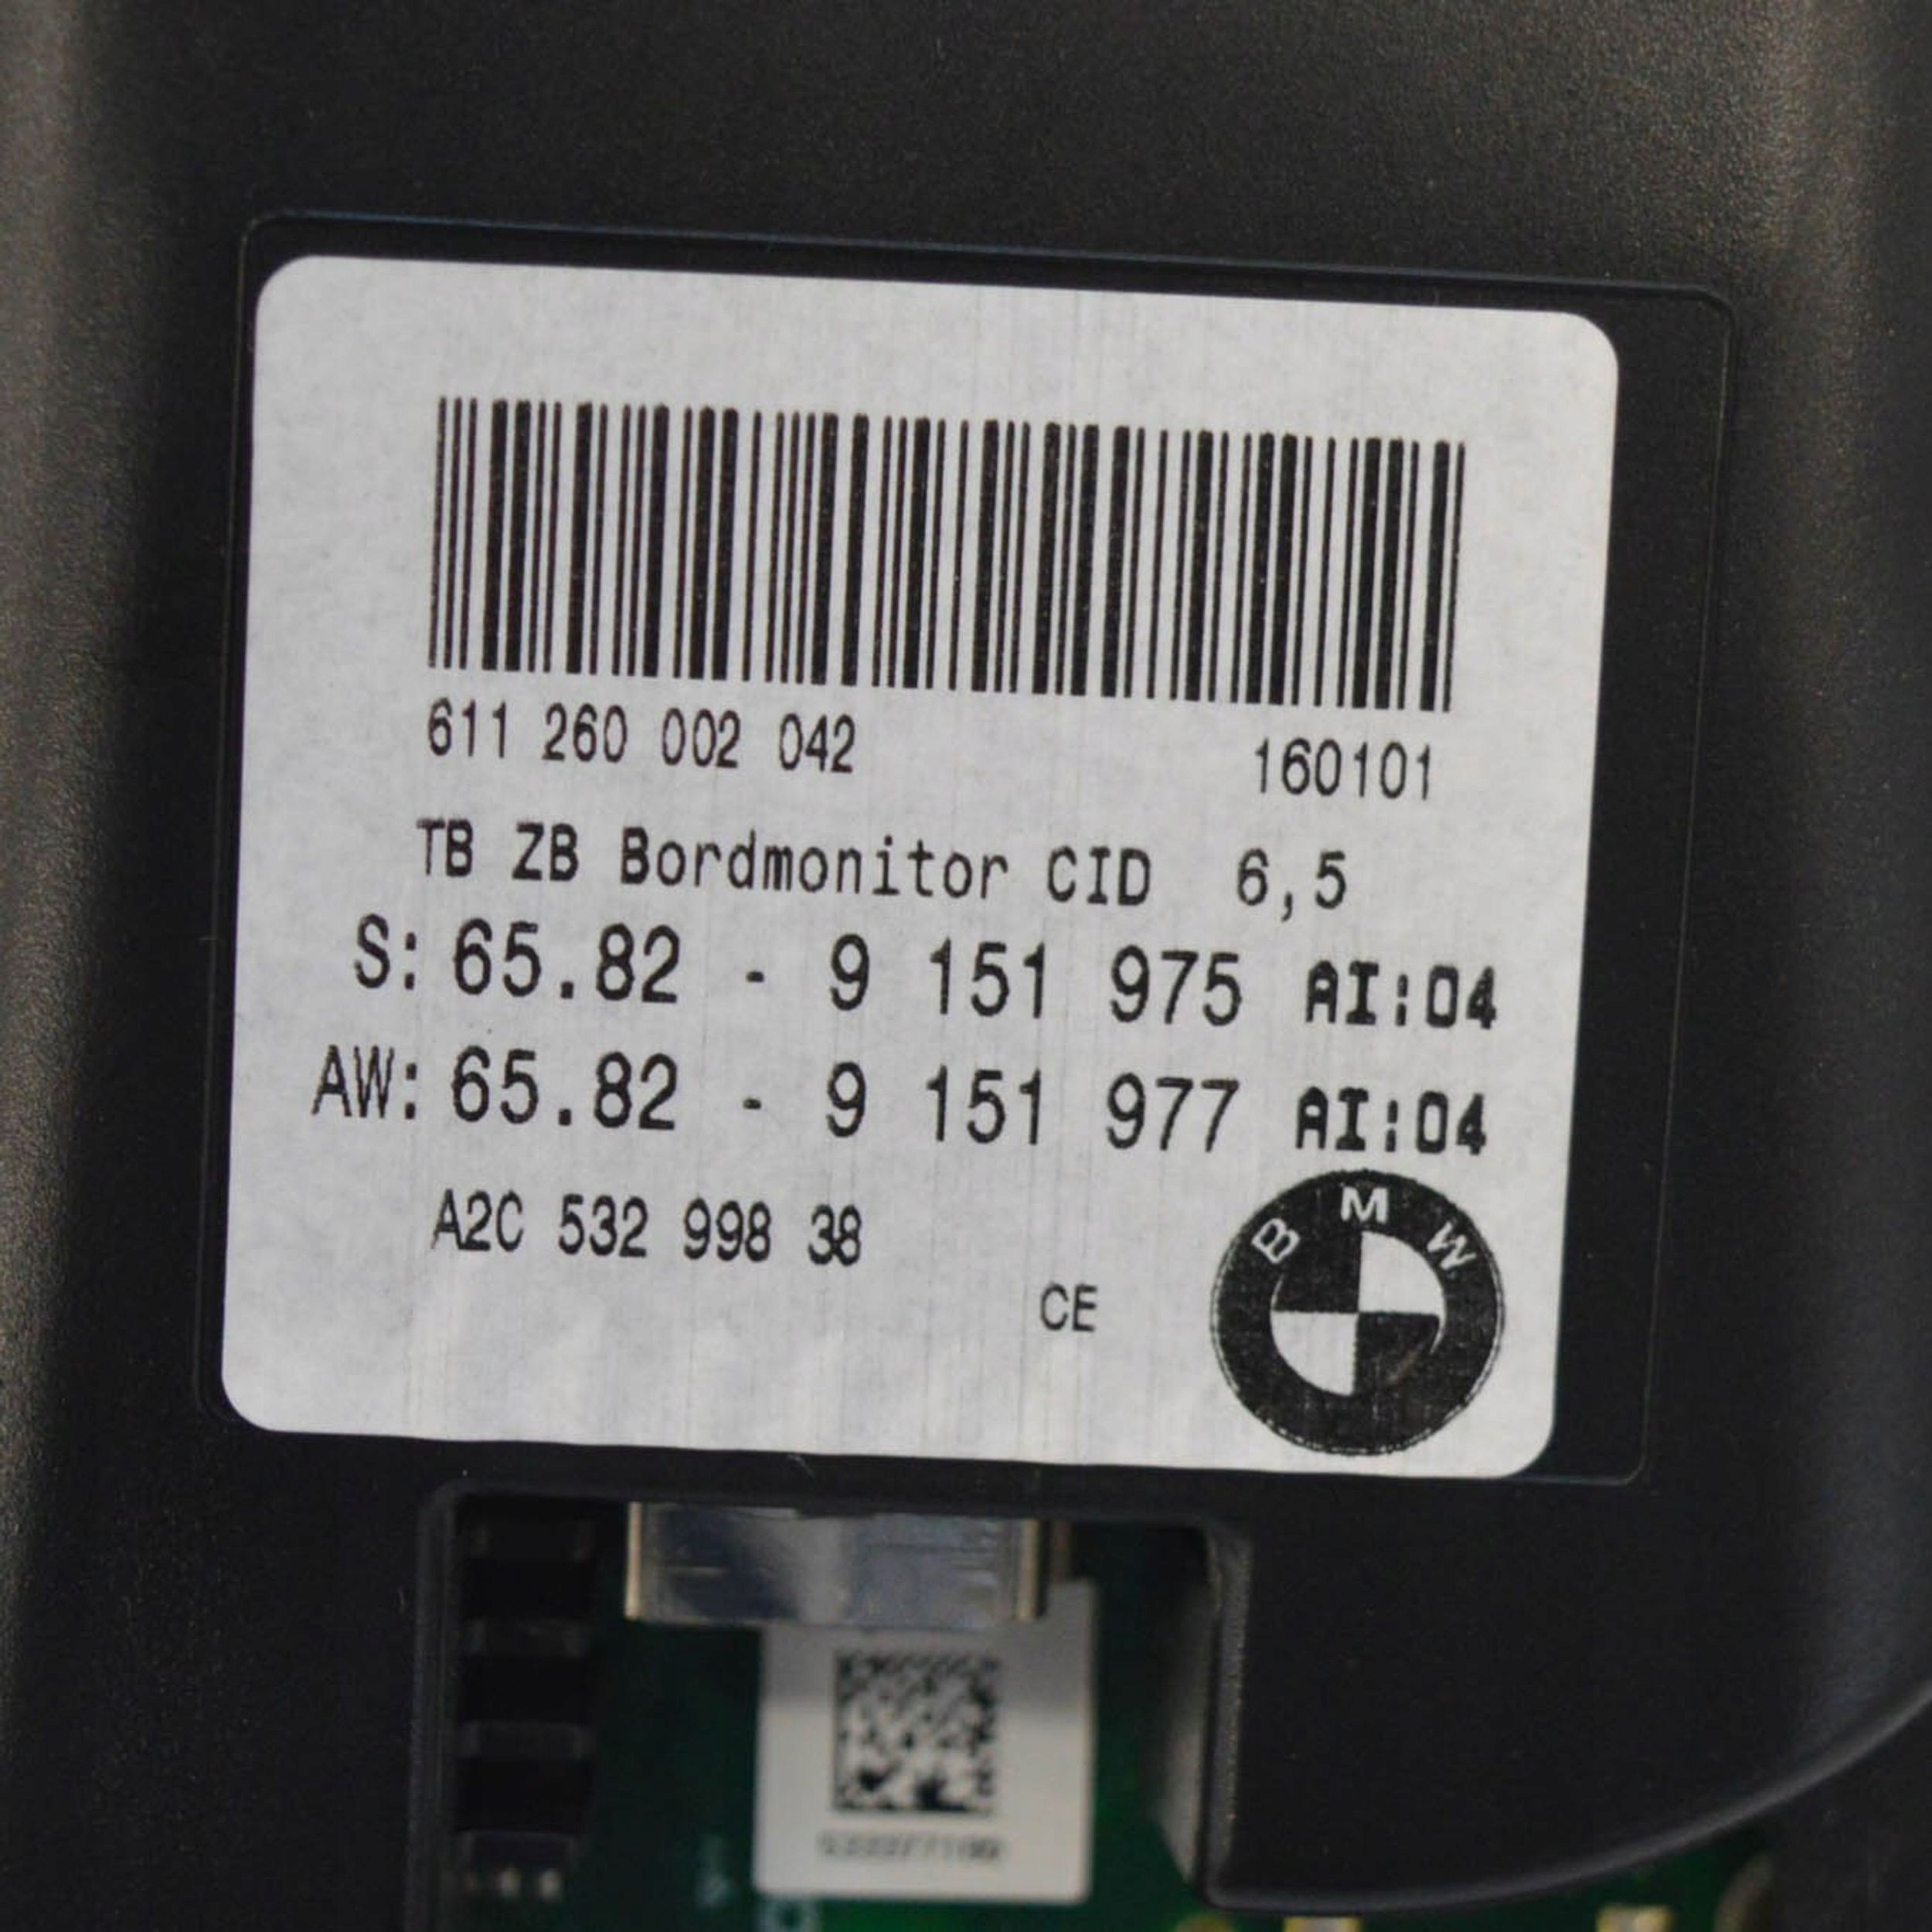 611 260 002 042 160101
TB ZB Bordmonitor CID 6,5
S: 65.82 - 9 151 975 AI:04
AW: 65.82 - 9 151 977 AI:04
A2C 532 998 38
CE
BMW